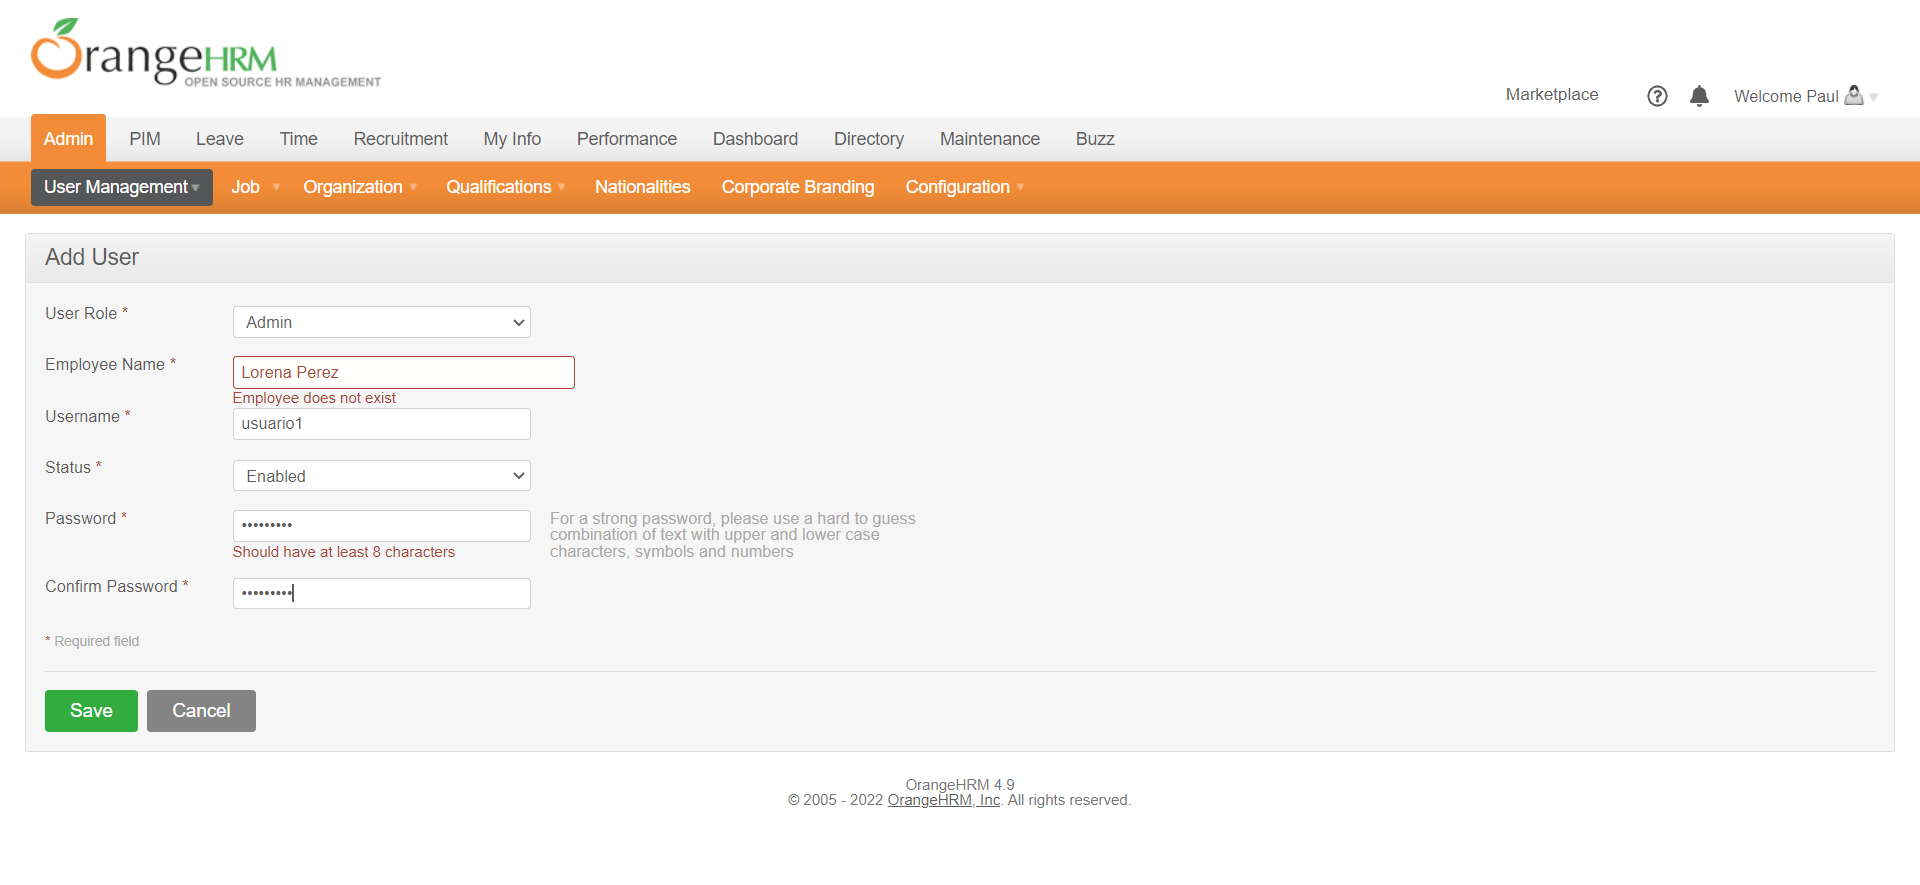 OrangeHRM
OPEN SOURCE HR MANAGEMENT
Marketplace
Welcome Paul
Admin PIM Leave Time Recruitment My Info Performance Dashboard Directory Maintenance Buzz
User Management Job Organization Qualifications Nationalities Corporate Branding Configuration
Add User
User Role *
Admin
Employee Name *
Lorena Perez
Employee does not exist
Username *
usuario1
Status *
Enabled
Password *
•••••••••
For a strong password, please use a hard to guess
combination of text with upper and lower case
characters, symbols and numbers
Should have at least 8 characters
Confirm Password *
•••••••••
* Required field
Save Cancel
OrangeHRM 4.9
© 2005 - 2022 OrangeHRM, Inc. All rights reserved.